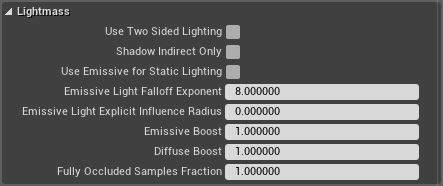 Lightmass
Use Two Sided Lighting
Shadow Indirect Only
Use Emissive for Static Lighting
Emissive Light Falloff Exponent 8.000000
Emissive Light Explicit Influence Radius 0.000000
Emissive Boost 1.000000
Diffuse Boost 1.000000
Fully Occluded Samples Fraction 1.000000